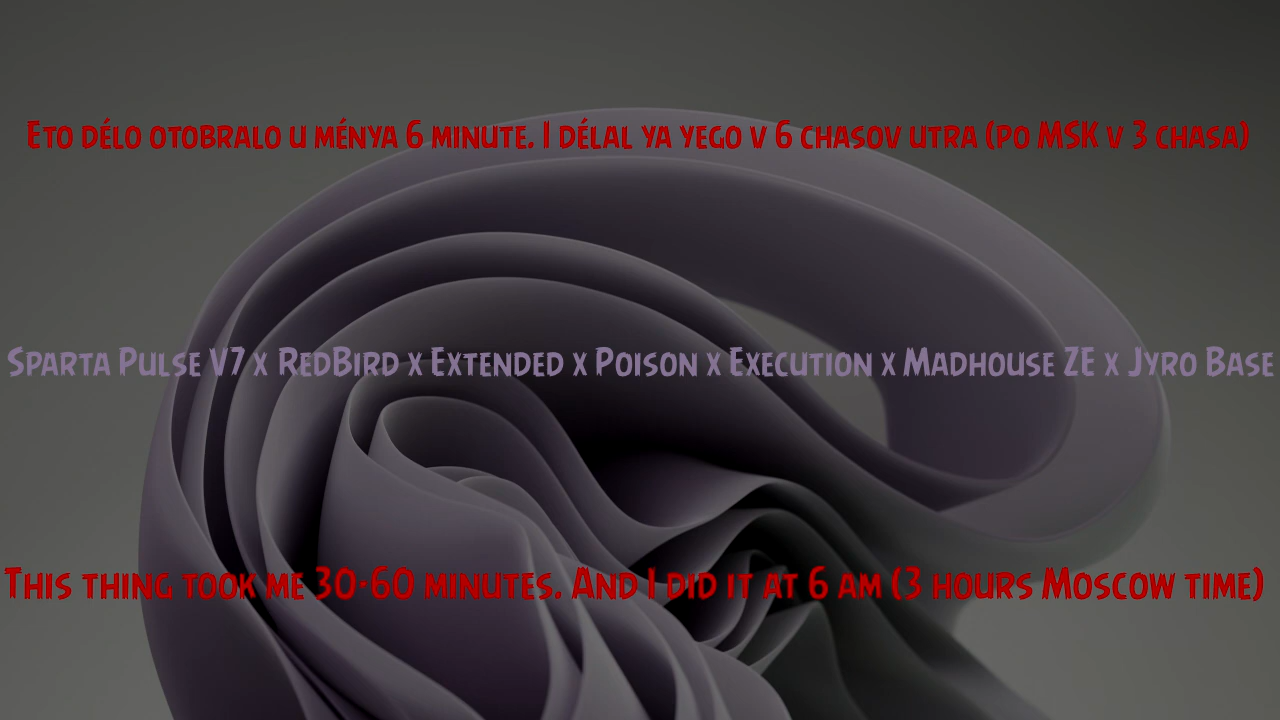 Eto délo otobralo u ménya 6 minute. I délal ya yego v 6 chasov utra (po MSK v 3 chasa)
Sparta Pulse V7 x RedBird x Extended x Poison x Execution x Madhouse ZE x Jyro Base
This thing took me 30-60 minutes. And I did it at 6 am (3 hours Moscow time)